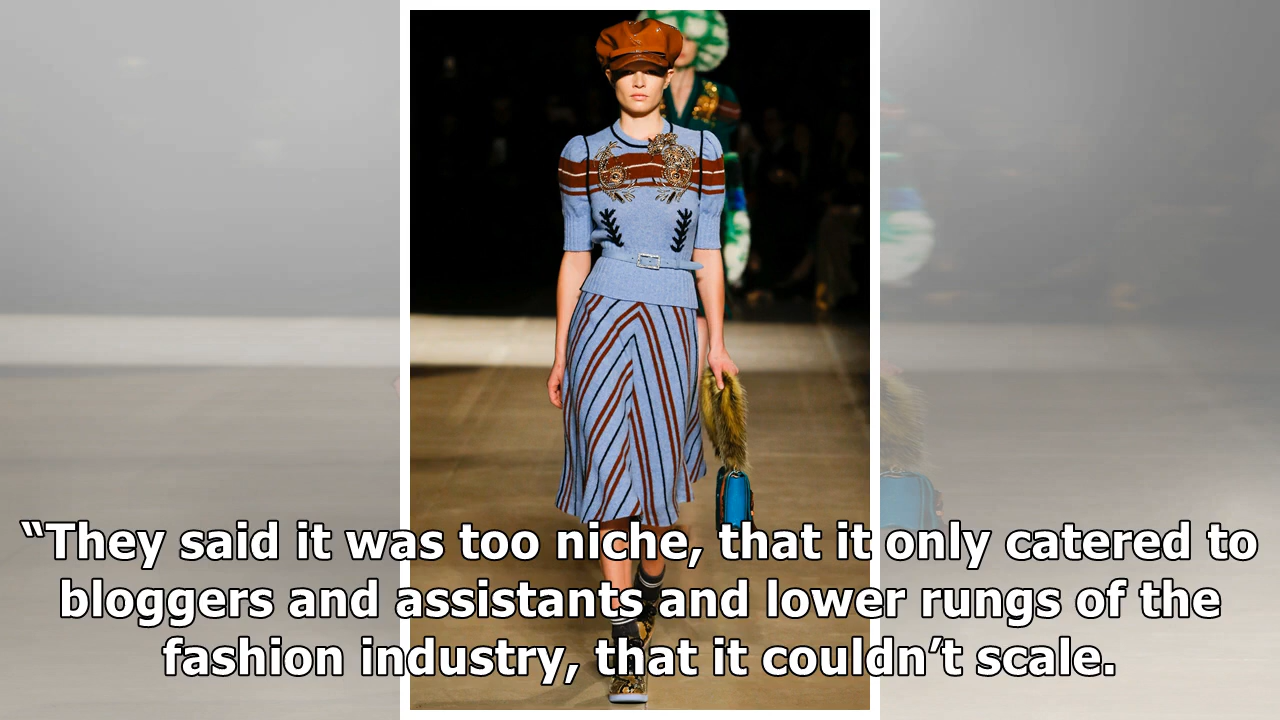 “They said it was too niche, that it only catered to
bloggers and assistants and lower rungs of the
fashion industry, that it couldn’t scale.